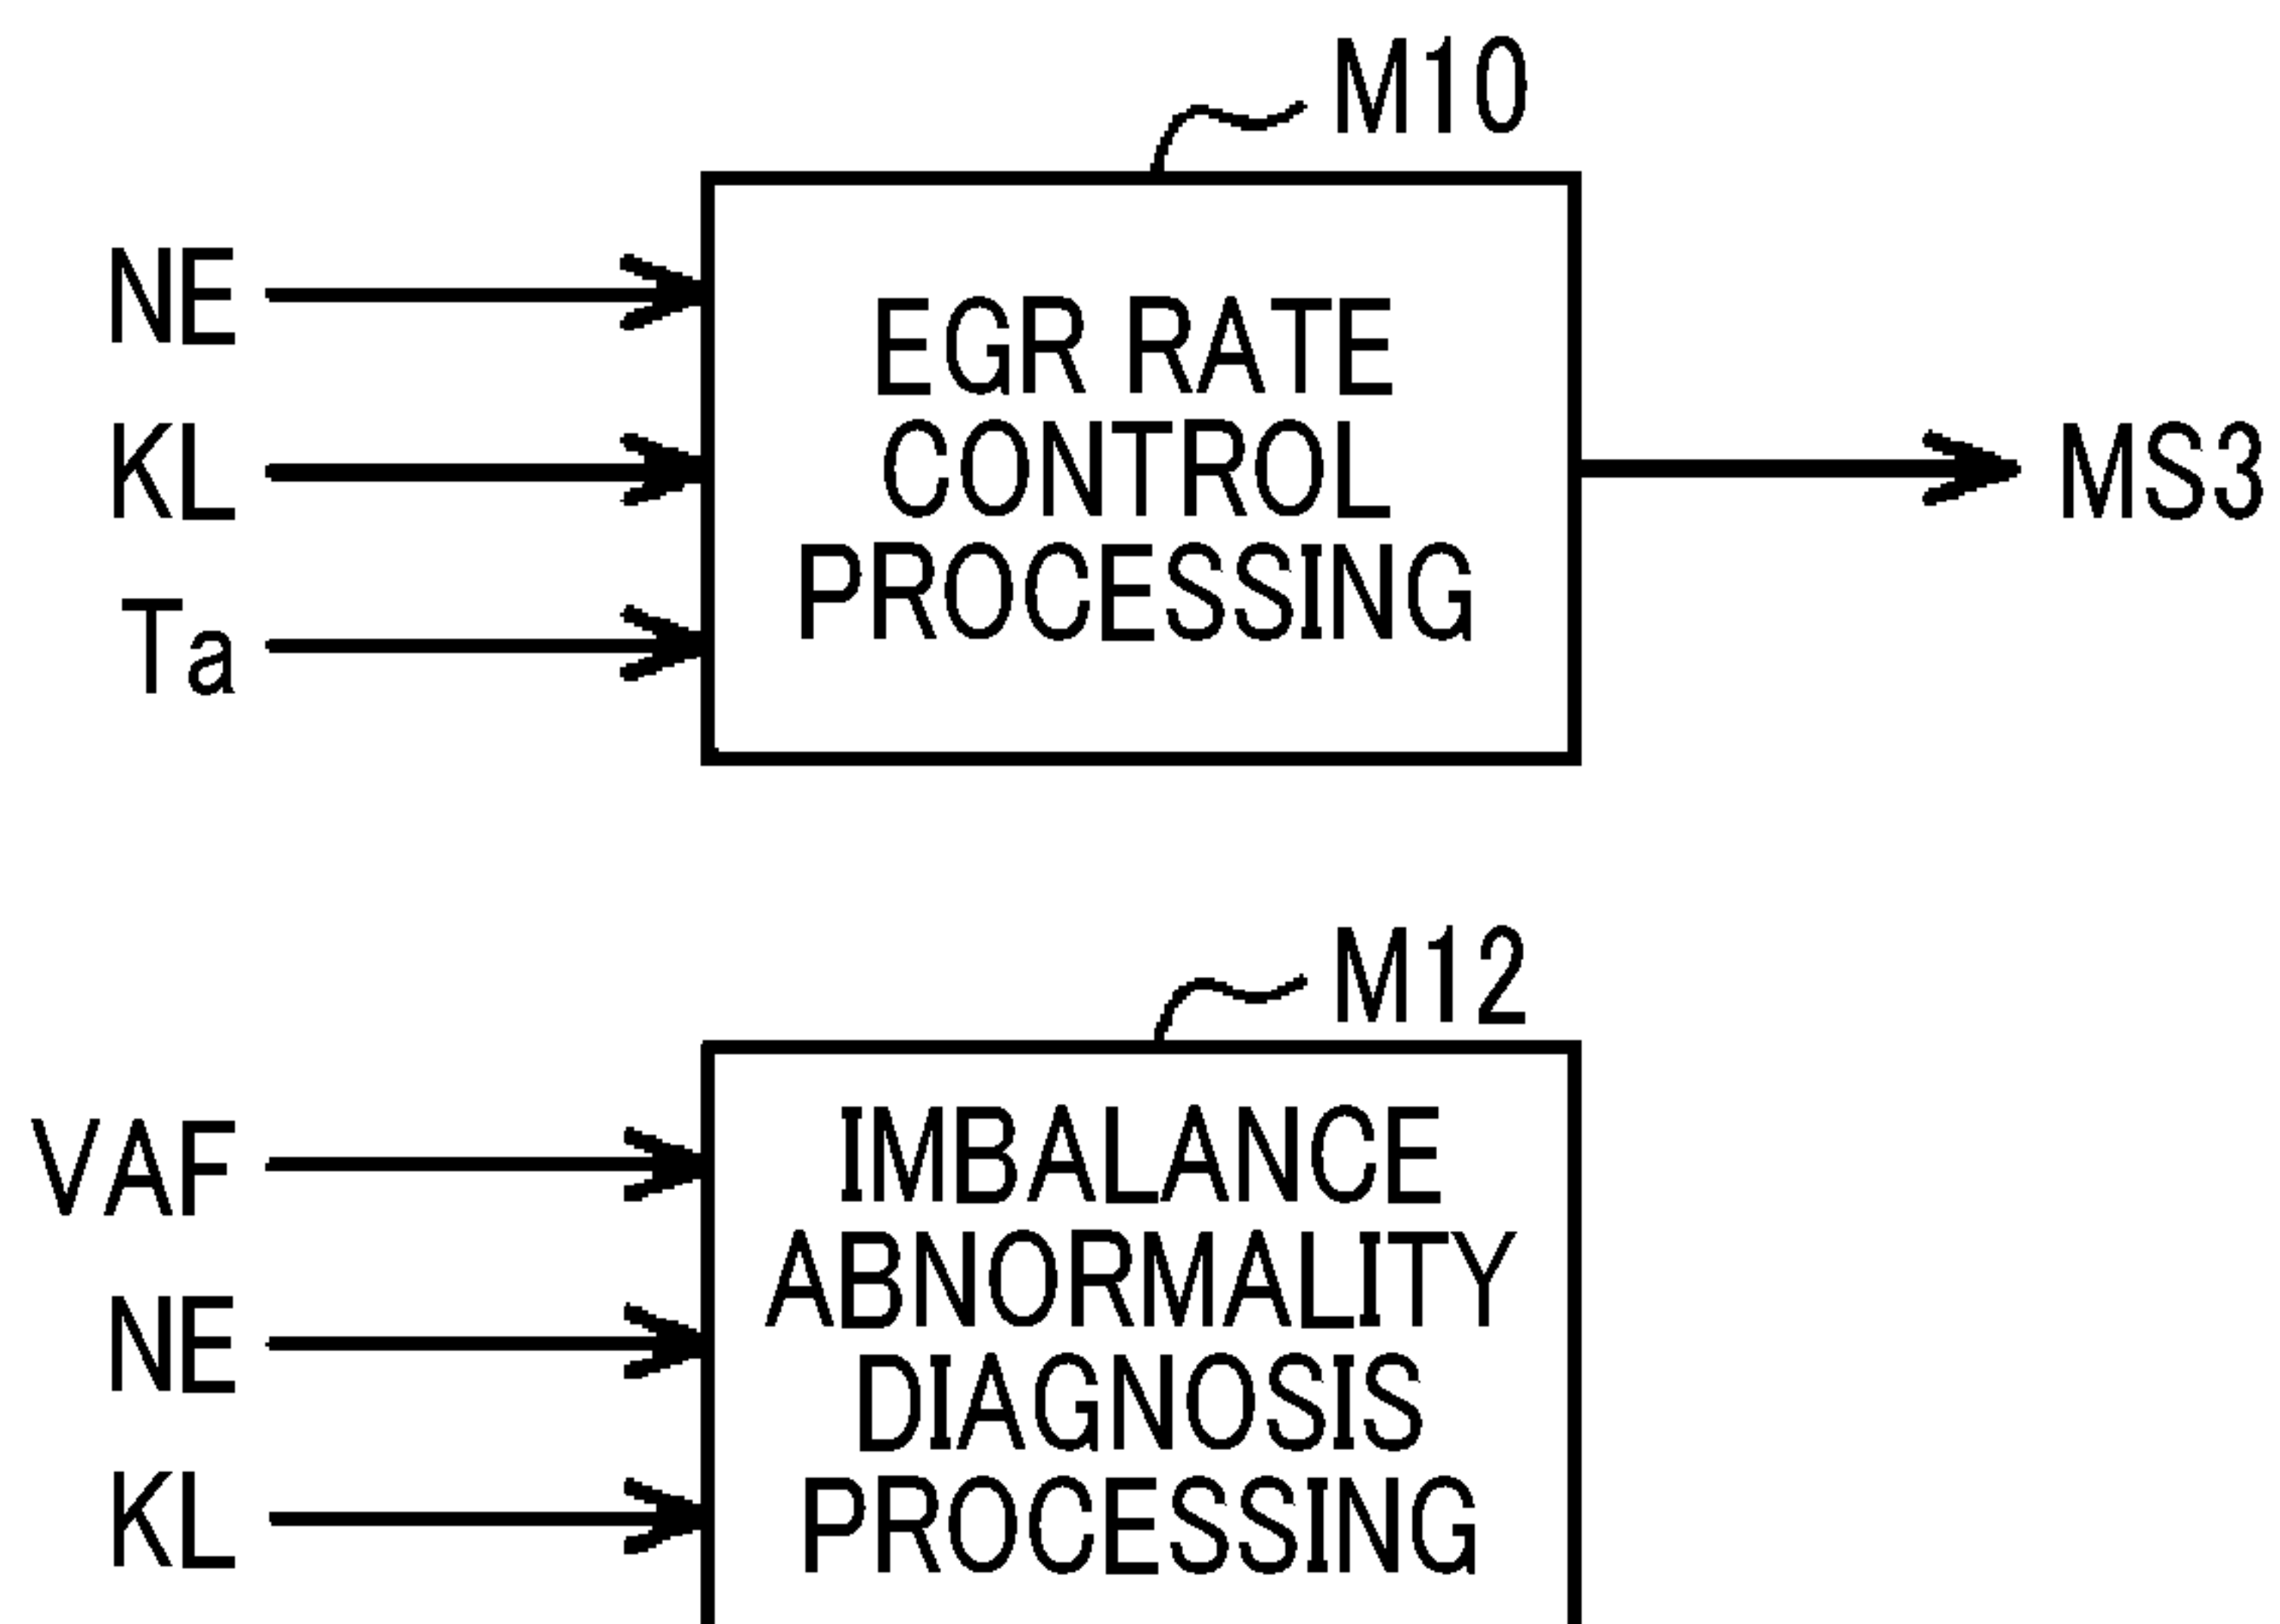 M10
NE
KL
Ta
EGR RATE
CONTROL
PROCESSING
MS3
M12
VAF
NE
KL
IMBALANCE
ABNORMALITY
DIAGNOSIS
PROCESSING